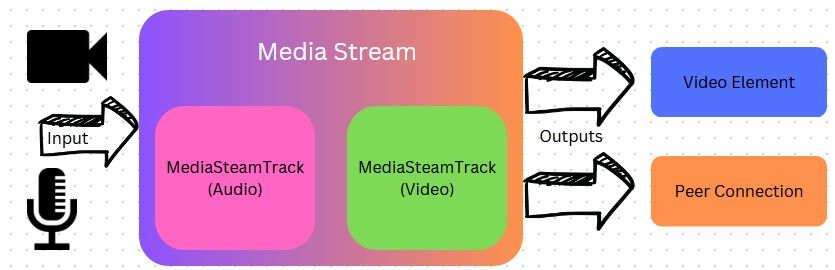 Media Stream
Input
MediaSteamTrack
(Audio)
MediaSteamTrack
(Video)
Outputs
Video Element
Peer Connection